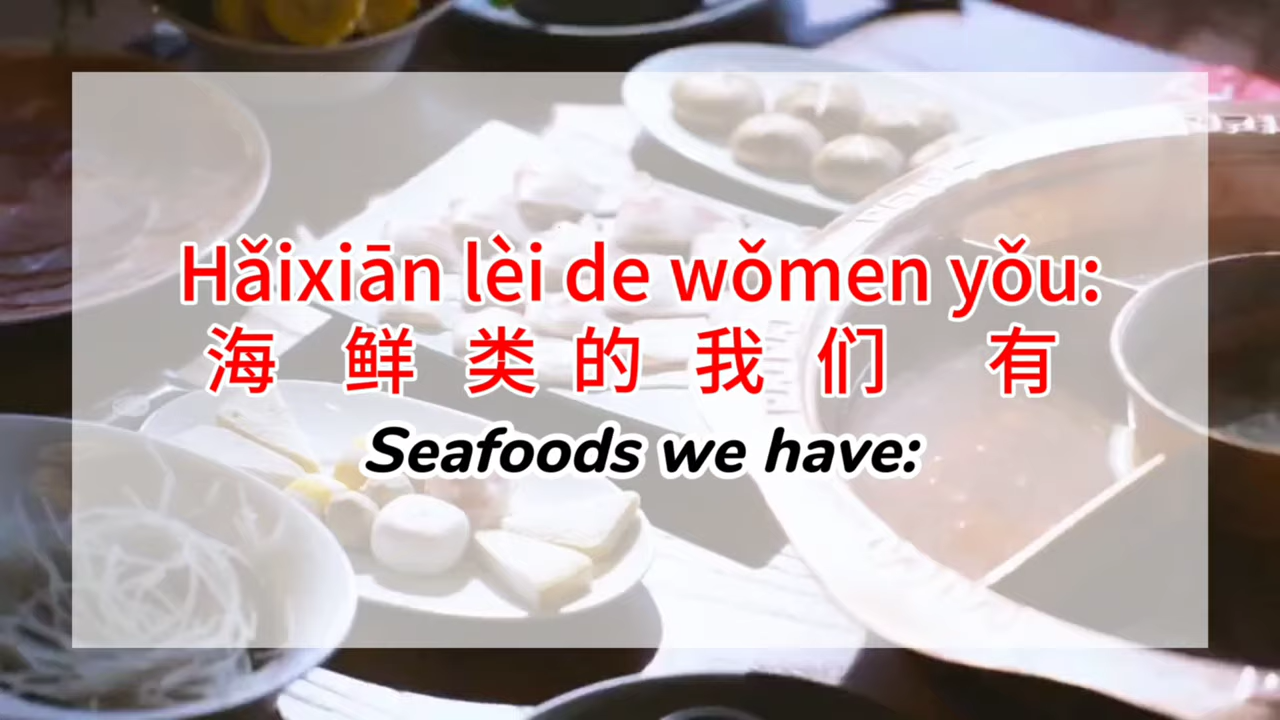 Hǎixiān lèi de wǒmen yǒu:
海 鲜 类 的 我 们 有
Seafoods we have: